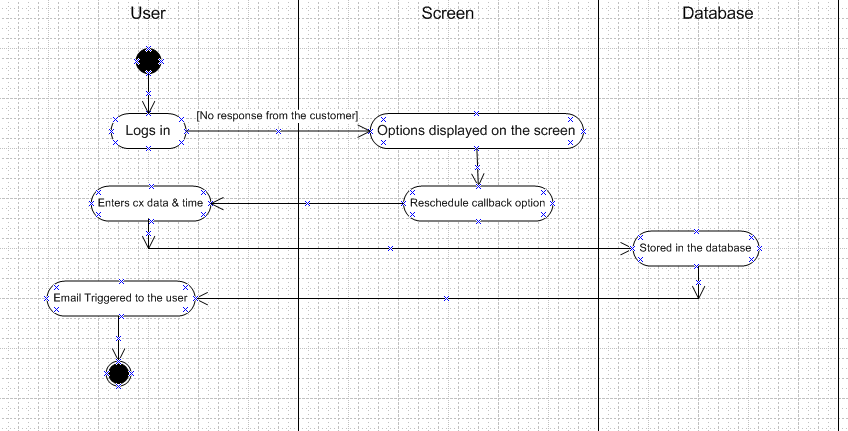 User
Screen
Database
[No response from the customer]
Logs in
Options displayed on the screen
Enters cx data & time
Reschedule callback option
Stored in the database
Email Triggered to the user